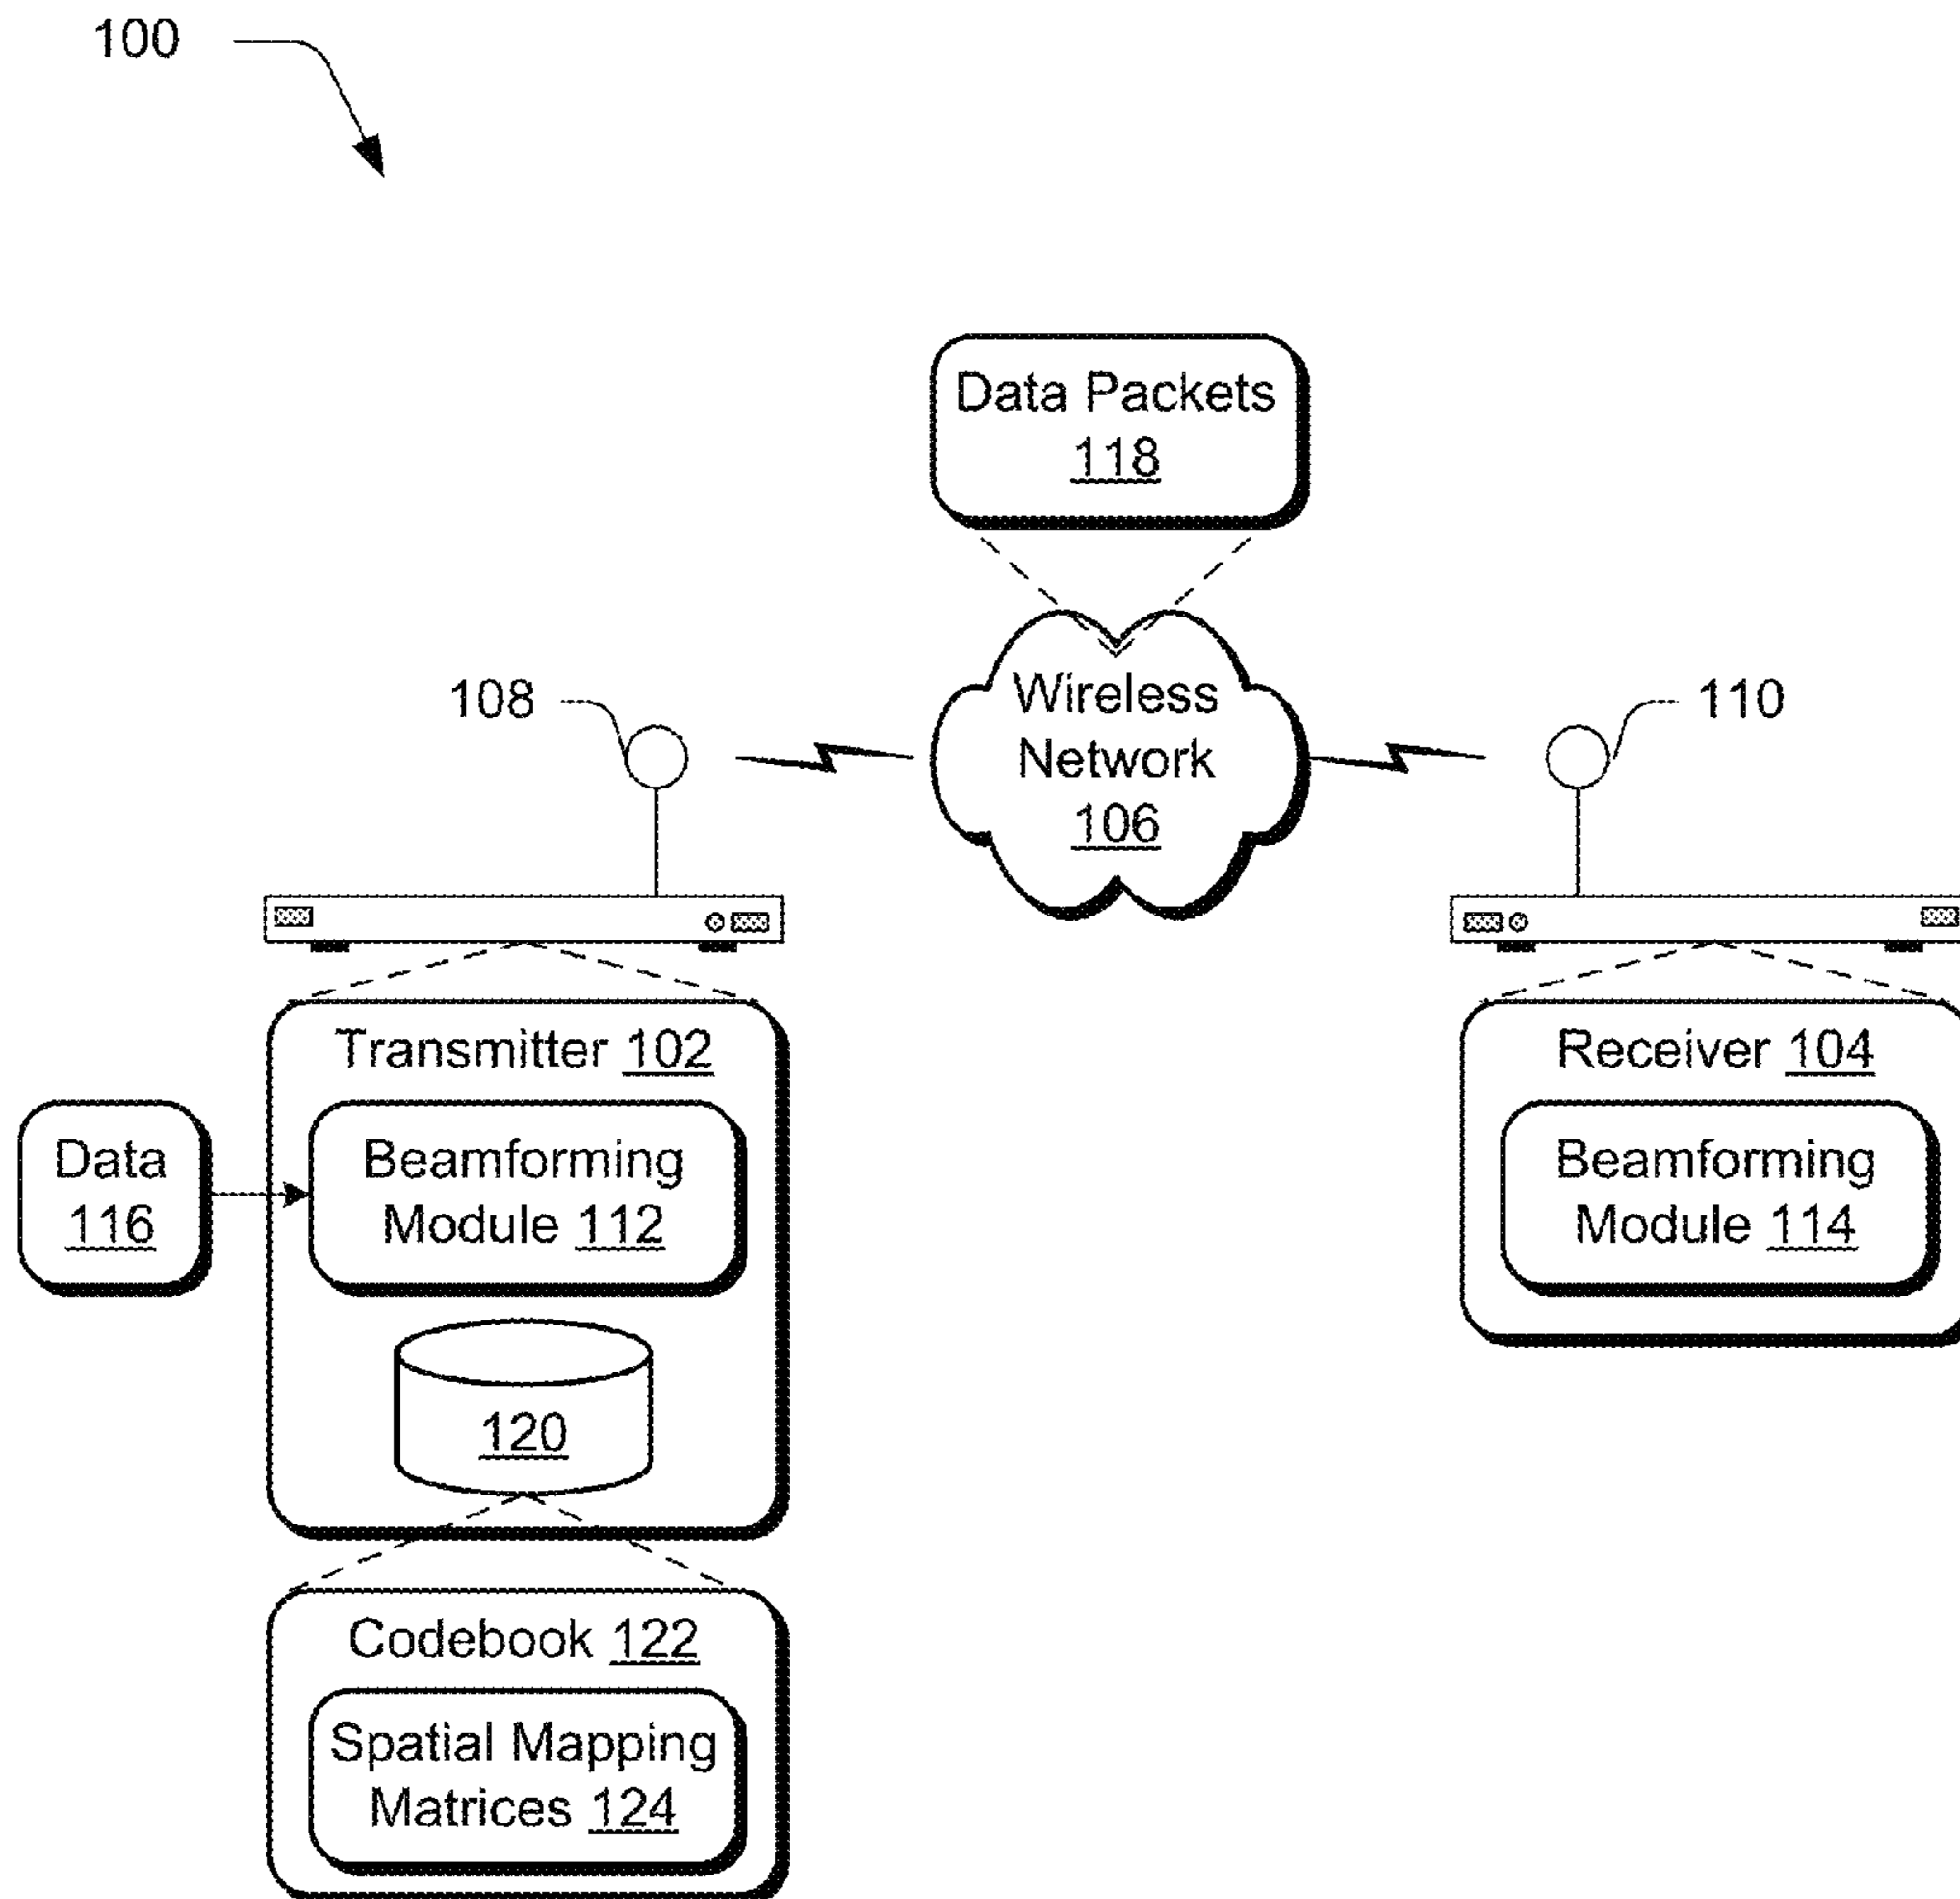 100
Data Packets
118
108
Wireless
Network
106
110
Transmitter 102
Receiver 104
Data
116
Beamforming
Module 112
Beamforming
Module 114
120
Codebook 122
Spatial Mapping
Matrices 124